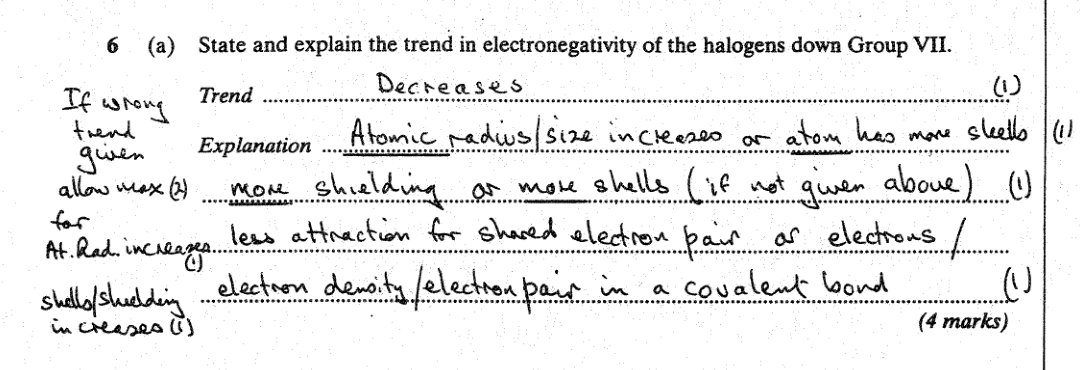 6 (a) State and explain the trend in electronegativity of the halogens down Group VII.
Trend Decreases (1)
Explanation Atomic radius/size increases or atom has more shells (1)
more shielding or more shells (if not given above) (1)
less attraction for shared electron pair or electrons /
electron density/electron pair in a covalent bond (1)
(4 marks)
If wrong
trend
given
allow max (2)
for
At. Rad. increases
(1)
shells/shielding
increases (1)